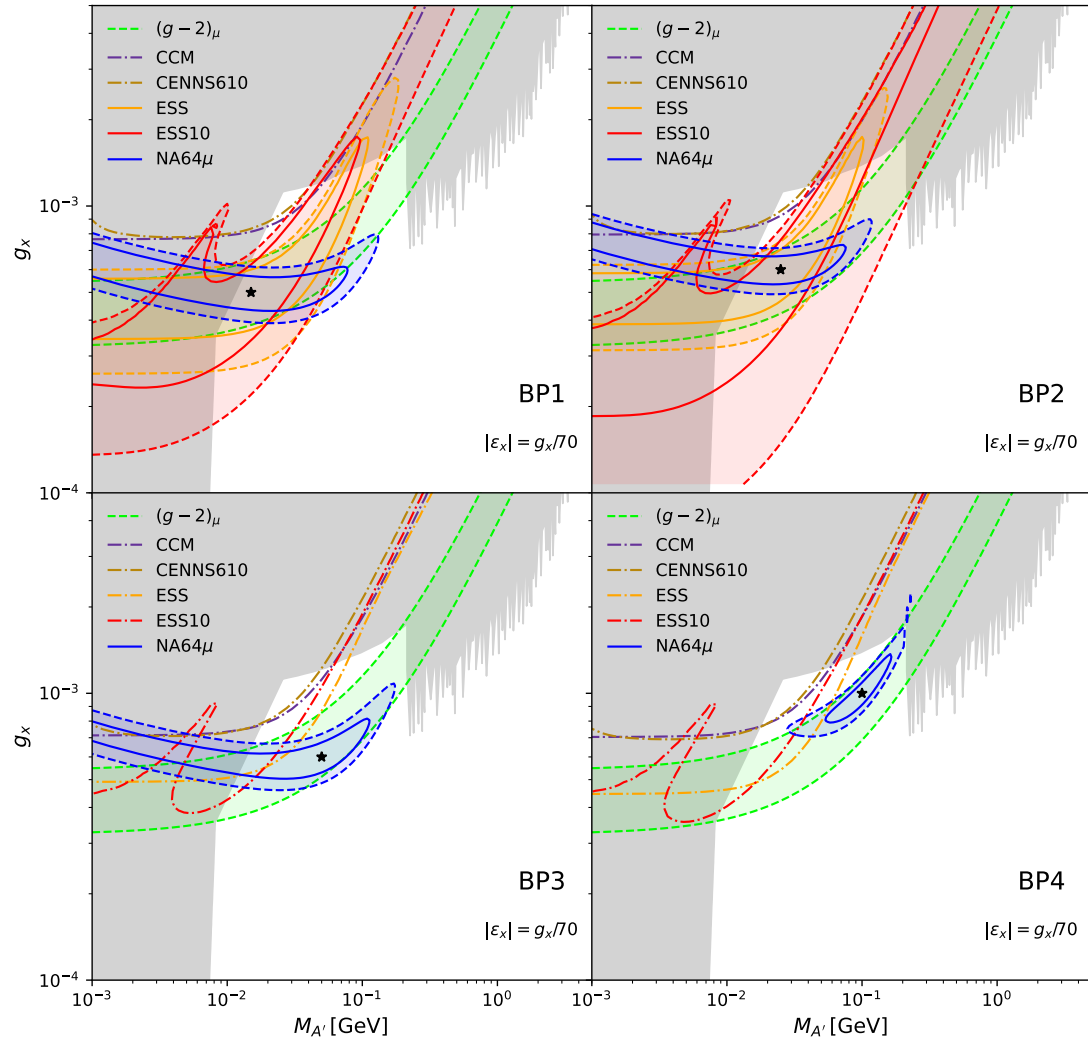 (g − 2)μ
CCM
CENNS610
ESS
ESS10
NA64μ
BP1
|εx| = gx/70
(g − 2)μ
CCM
CENNS610
ESS
ESS10
NA64μ
BP2
|εx| = gx/70
gx
10⁻³
10⁻⁴
(g − 2)μ
CCM
CENNS610
ESS
ESS10
NA64μ
BP3
|εx| = gx/70
(g − 2)μ
CCM
CENNS610
ESS
ESS10
NA64μ
BP4
|εx| = gx/70
gx
10⁻³
10⁻⁴
10⁻³ 10⁻² 10⁻¹ 10⁰
10⁻³ 10⁻² 10⁻¹ 10⁰
MA′ [GeV]
MA′ [GeV]